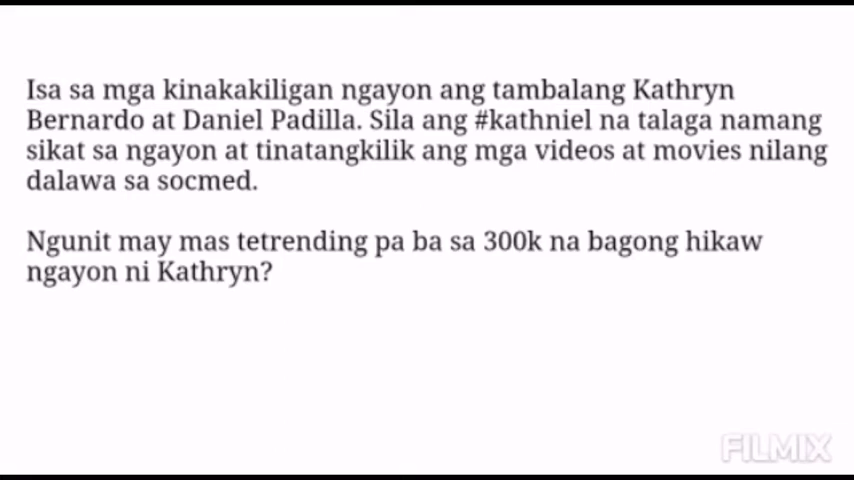 Isa sa mga kinakakiligan ngayon ang tambalang Kathryn
Bernardo at Daniel Padilla. Sila ang #kathniel na talaga namang
sikat sa ngayon at tinatangkilik ang mga videos at movies nilang
dalawa sa socmed.
Ngunit may mas tetrending pa ba sa 300k na bagong hikaw
ngayon ni Kathryn?
FILMIX